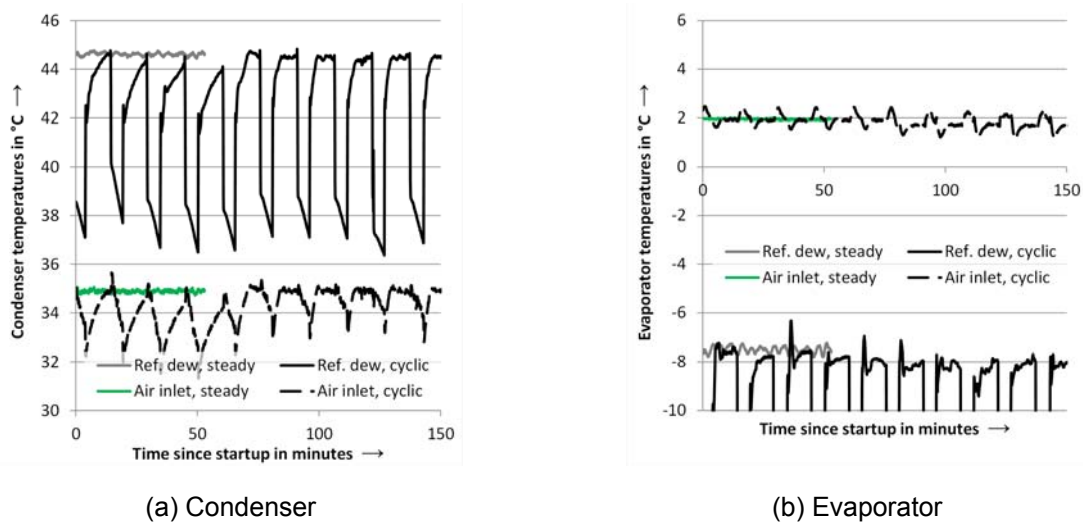 46
44
42
40
38
36
34
32
30
Condenser temperatures in °C →
Ref. dew, steady
Ref. dew, cyclic
Air inlet, steady
Air inlet, cyclic
0
50
100
150
Time since startup in minutes →
(a) Condenser
6
4
2
0
-2
-4
-6
-8
-10
Evaporator temperatures in °C →
0
50
100
150
Ref. dew, steady
Ref. dew, cyclic
Air inlet, steady
Air inlet, cyclic
Time since startup in minutes →
(b) Evaporator